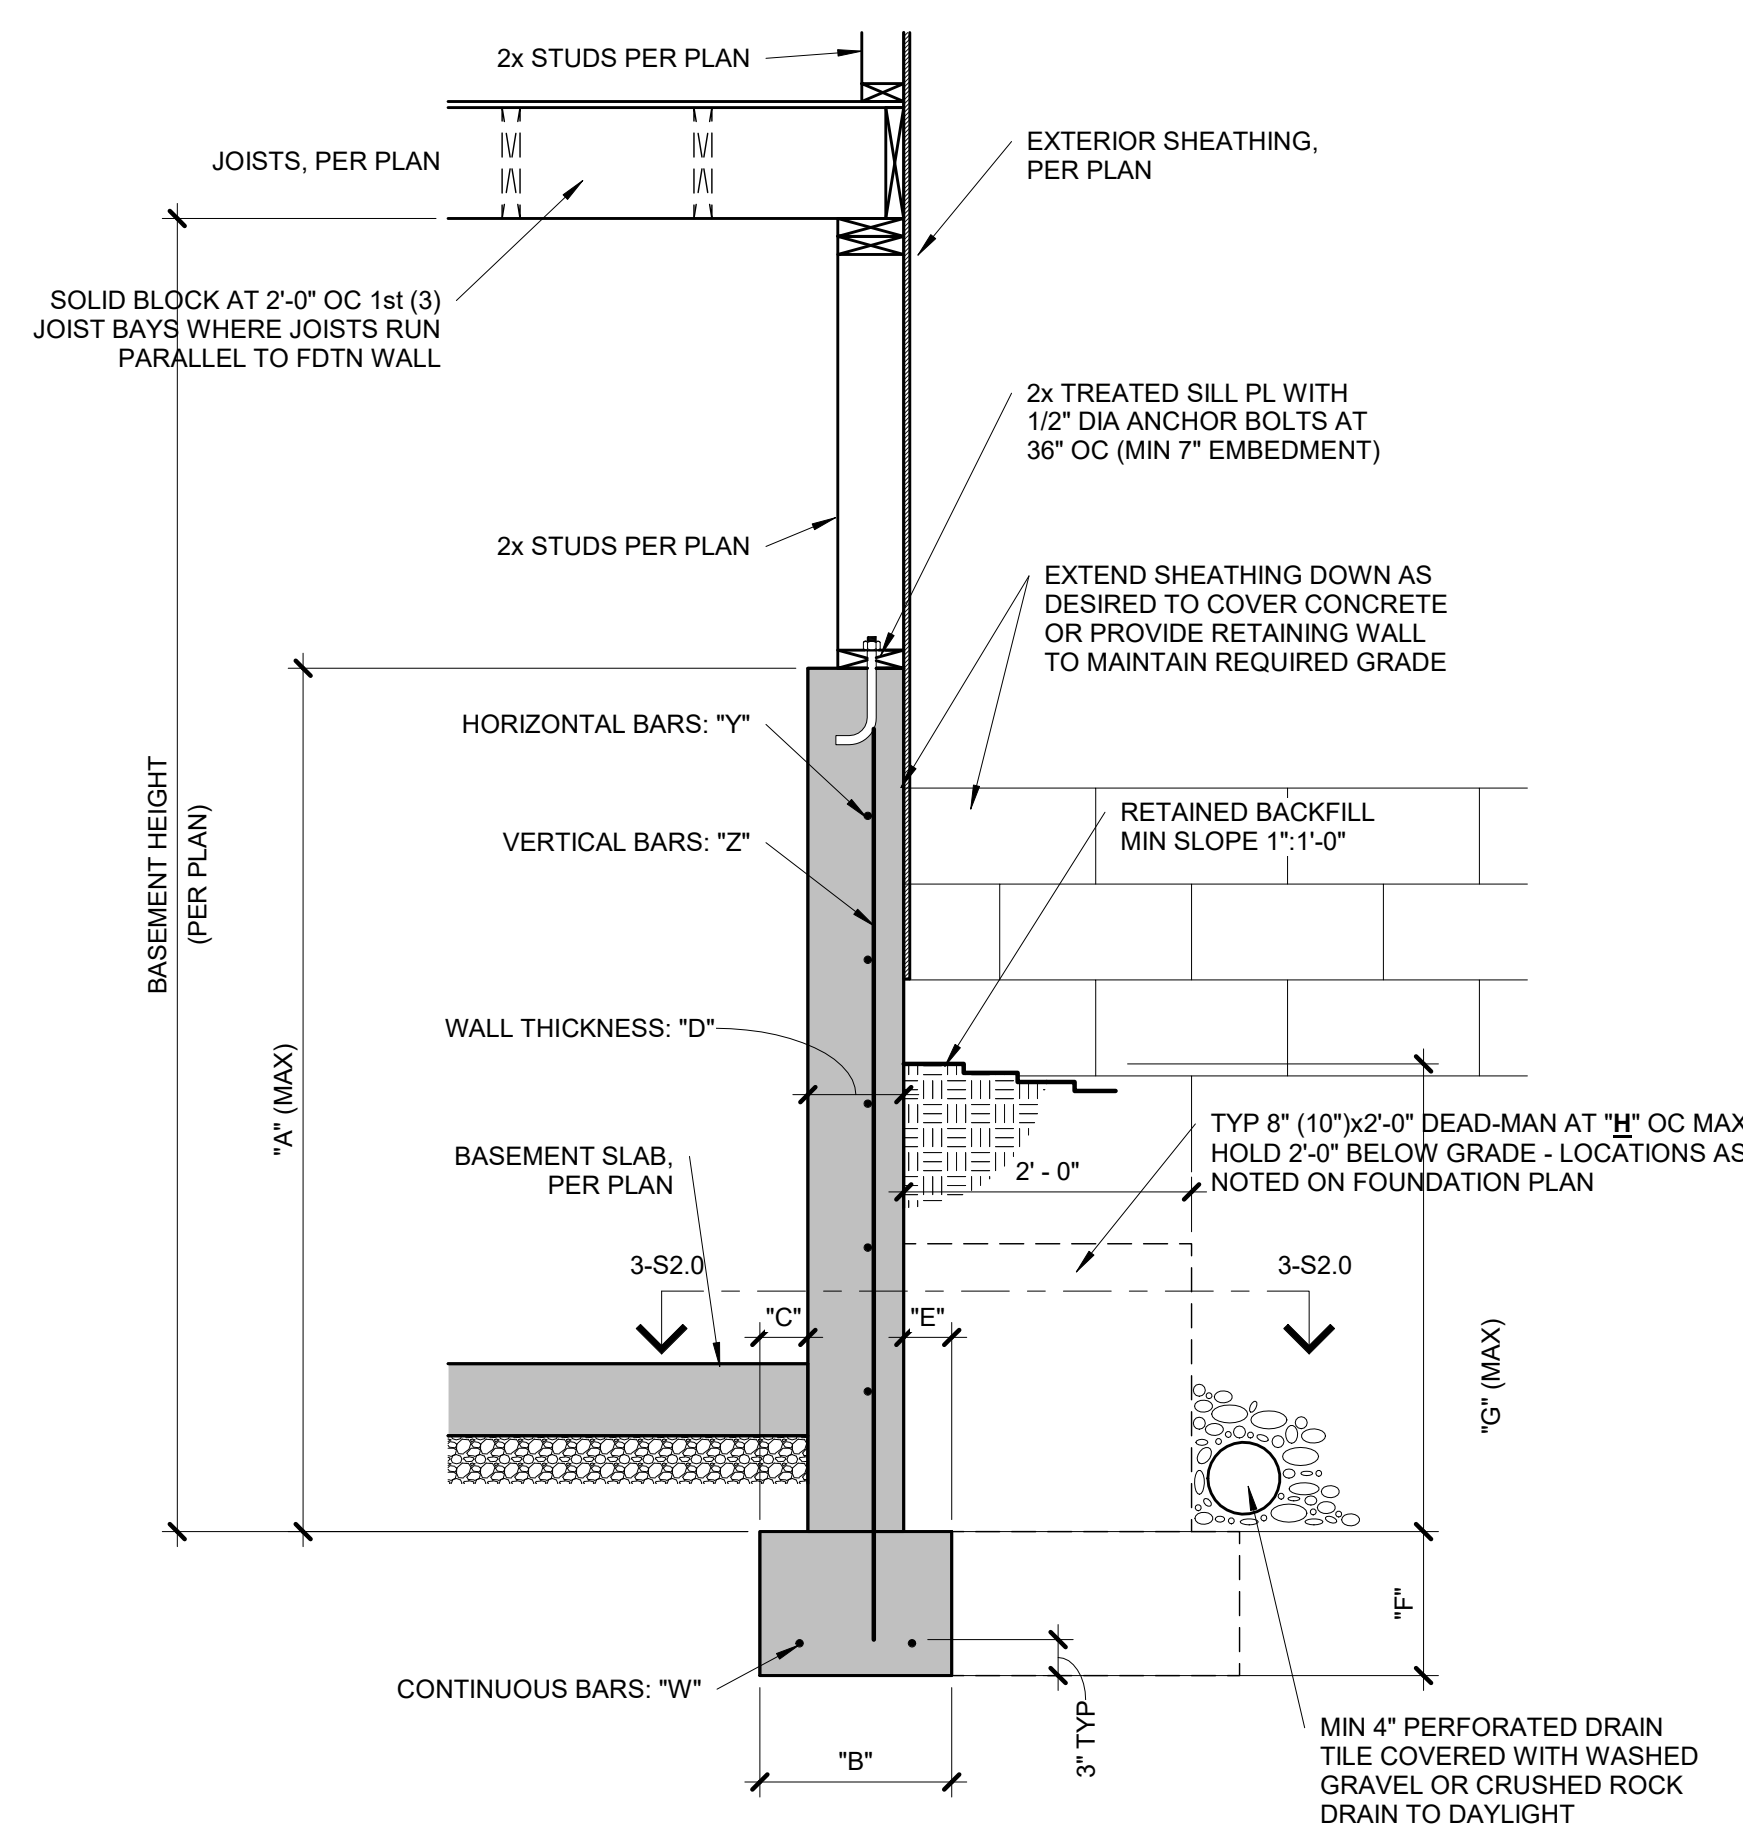 2x STUDS PER PLAN
JOISTS, PER PLAN
EXTERIOR SHEATHING,
PER PLAN
SOLID BLOCK AT 2'-0" OC 1st (3)
JOIST BAYS WHERE JOISTS RUN
PARALLEL TO FDTN WALL
2x TREATED SILL PL WITH
1/2" DIA ANCHOR BOLTS AT
36" OC (MIN 7" EMBEDMENT)
2x STUDS PER PLAN
EXTEND SHEATHING DOWN AS
DESIRED TO COVER CONCRETE
OR PROVIDE RETAINING WALL
TO MAINTAIN REQUIRED GRADE
HORIZONTAL BARS: "Y"
BASEMENT HEIGHT
(PER PLAN)
VERTICAL BARS: "Z"
RETAINED BACKFILL
MIN SLOPE 1":1'-0"
WALL THICKNESS: "D"
"A" (MAX)
TYP 8" (10")x2'-0" DEAD-MAN AT "H" OC MAX
HOLD 2'-0" BELOW GRADE - LOCATIONS AS
NOTED ON FOUNDATION PLAN
BASEMENT SLAB,
PER PLAN
2' - 0"
3-S2.0
3-S2.0
"C"
"E"
"G" (MAX)
"F"
CONTINUOUS BARS: "W"
3" TYP
"B"
MIN 4" PERFORATED DRAIN
TILE COVERED WITH WASHED
GRAVEL OR CRUSHED ROCK
DRAIN TO DAYLIGHT